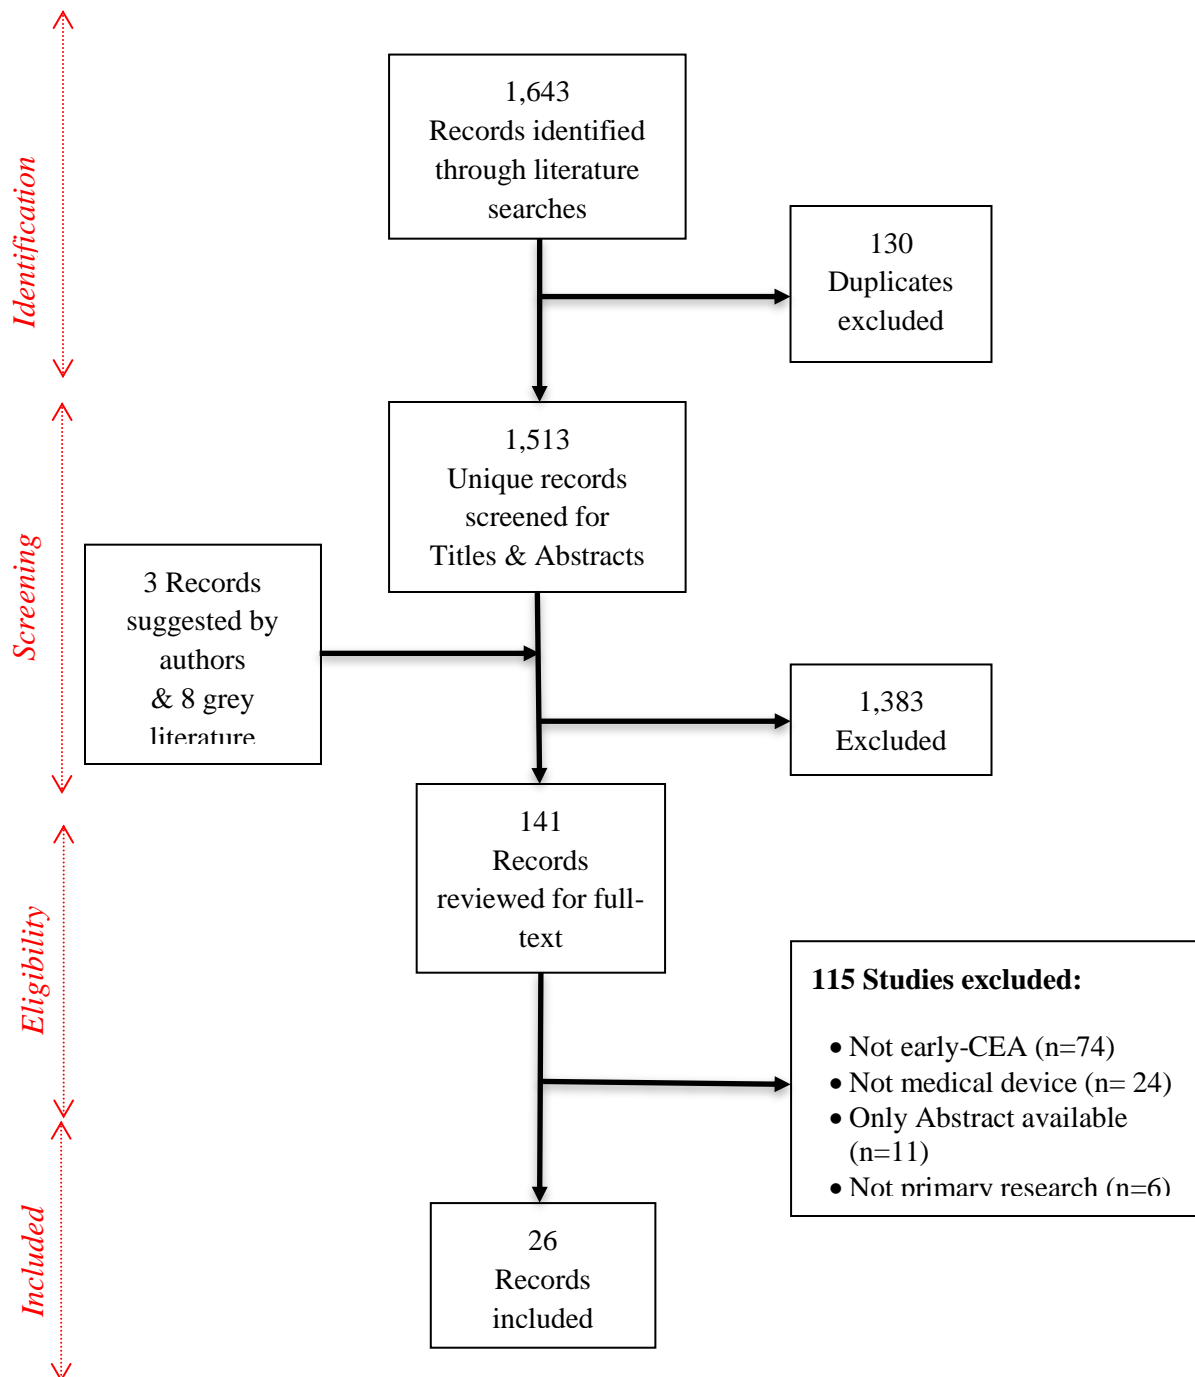 Identification
1,643
Records identified
through literature
searches
130
Duplicates
excluded
Screening
1,513
Unique records
screened for
Titles & Abstracts
3 Records
suggested by
authors
& 8 grey
literature
1,383
Excluded
Eligibility
141
Records
reviewed for full-
text
115 Studies excluded:
• Not early-CEA (n=74)
• Not medical device (n= 24)
• Only Abstract available
(n=11)
• Not primary research (n=6)
Included
26
Records
included